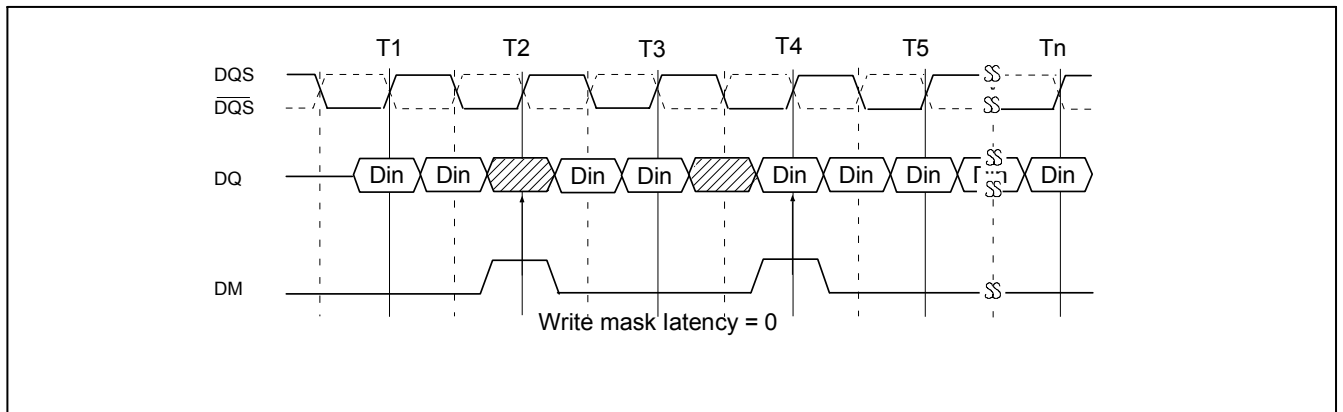 T1 T2 T3 T4 T5 Tn
DQS
DQS
DQ Din Din Din Din Din Din Din Din
DM
Write mask latency = 0